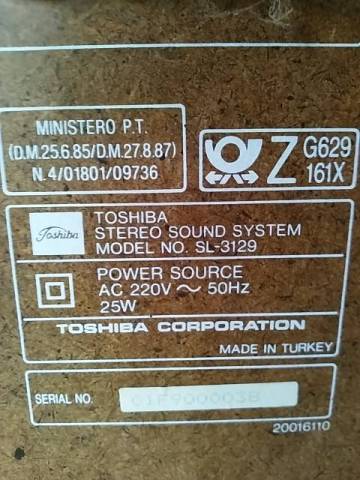 MINISTERO P.T.
(D.M.25.6.85/D.M.27.8.87)
N.4/01801/09736
Z G629
161X
Toshiba
TOSHIBA
STEREO SOUND SYSTEM
MODEL NO. SL-3129
POWER SOURCE
AC 220V ~ 50Hz
25W
TOSHIBA CORPORATION
MADE IN TURKEY
SERIAL NO. 01F900003B
20016110